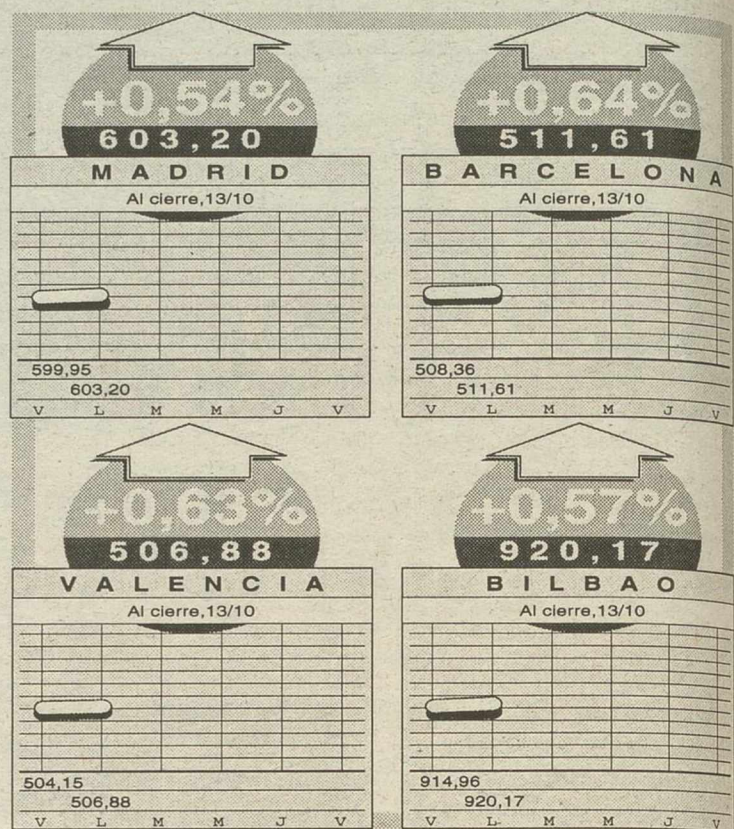 +0,54%
603,20
MADRID
Al cierre,13/10
599,95
603,20
V L M M J V
+0,64%
511,61
BARCELONA
Al cierre,13/10
508,36
511,61
V L M M J V
+0,63%
506,88
VALENCIA
Al cierre,13/10
504,15
506,88
V L M M J V
+0,57%
920,17
BILBAO
Al cierre,13/10
914,96
920,17
V L M M J V